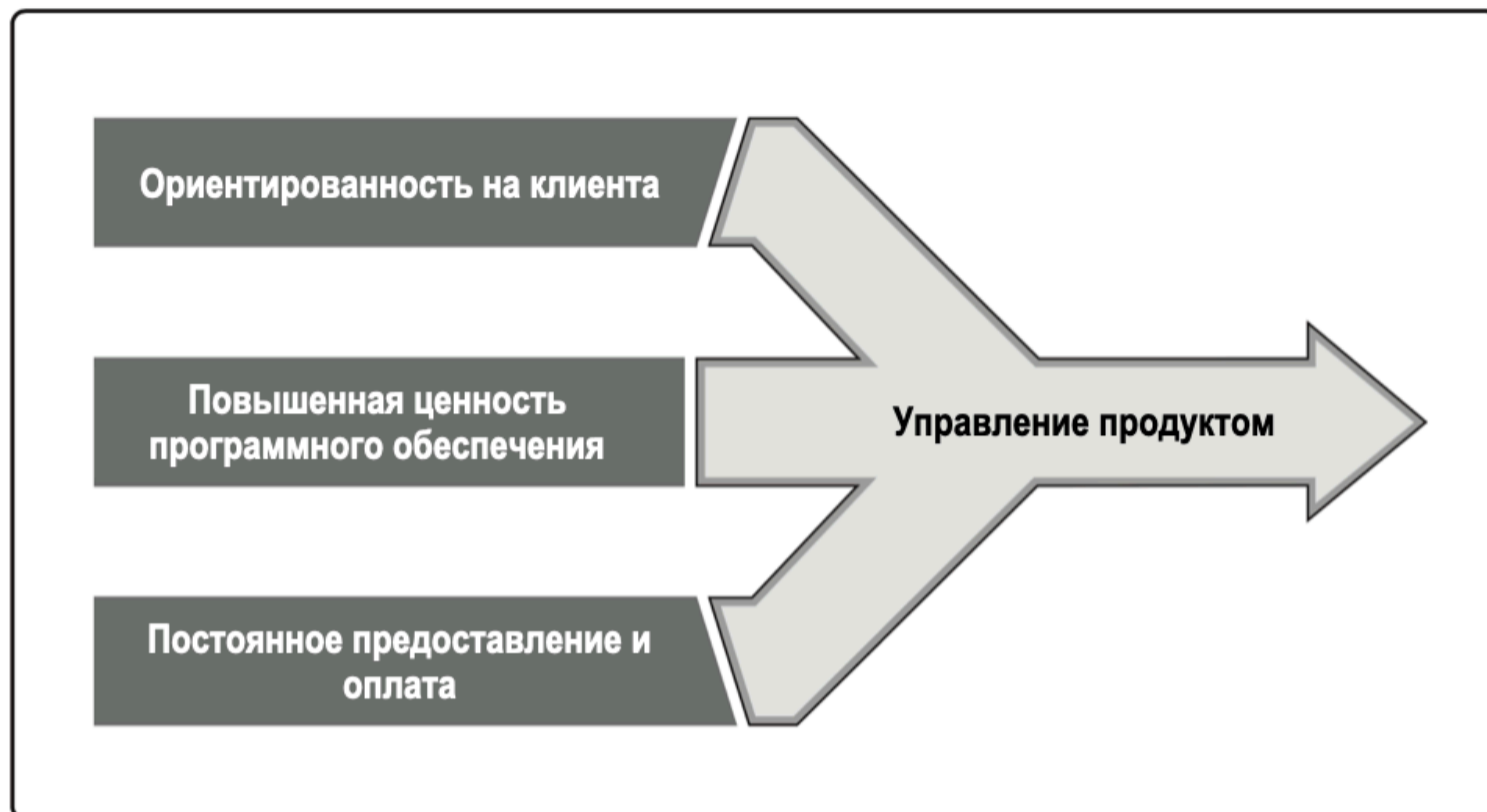 Ориентированность на клиента
Повышенная ценность
программного обеспечения
Управление продуктом
Постоянное предоставление и
оплата